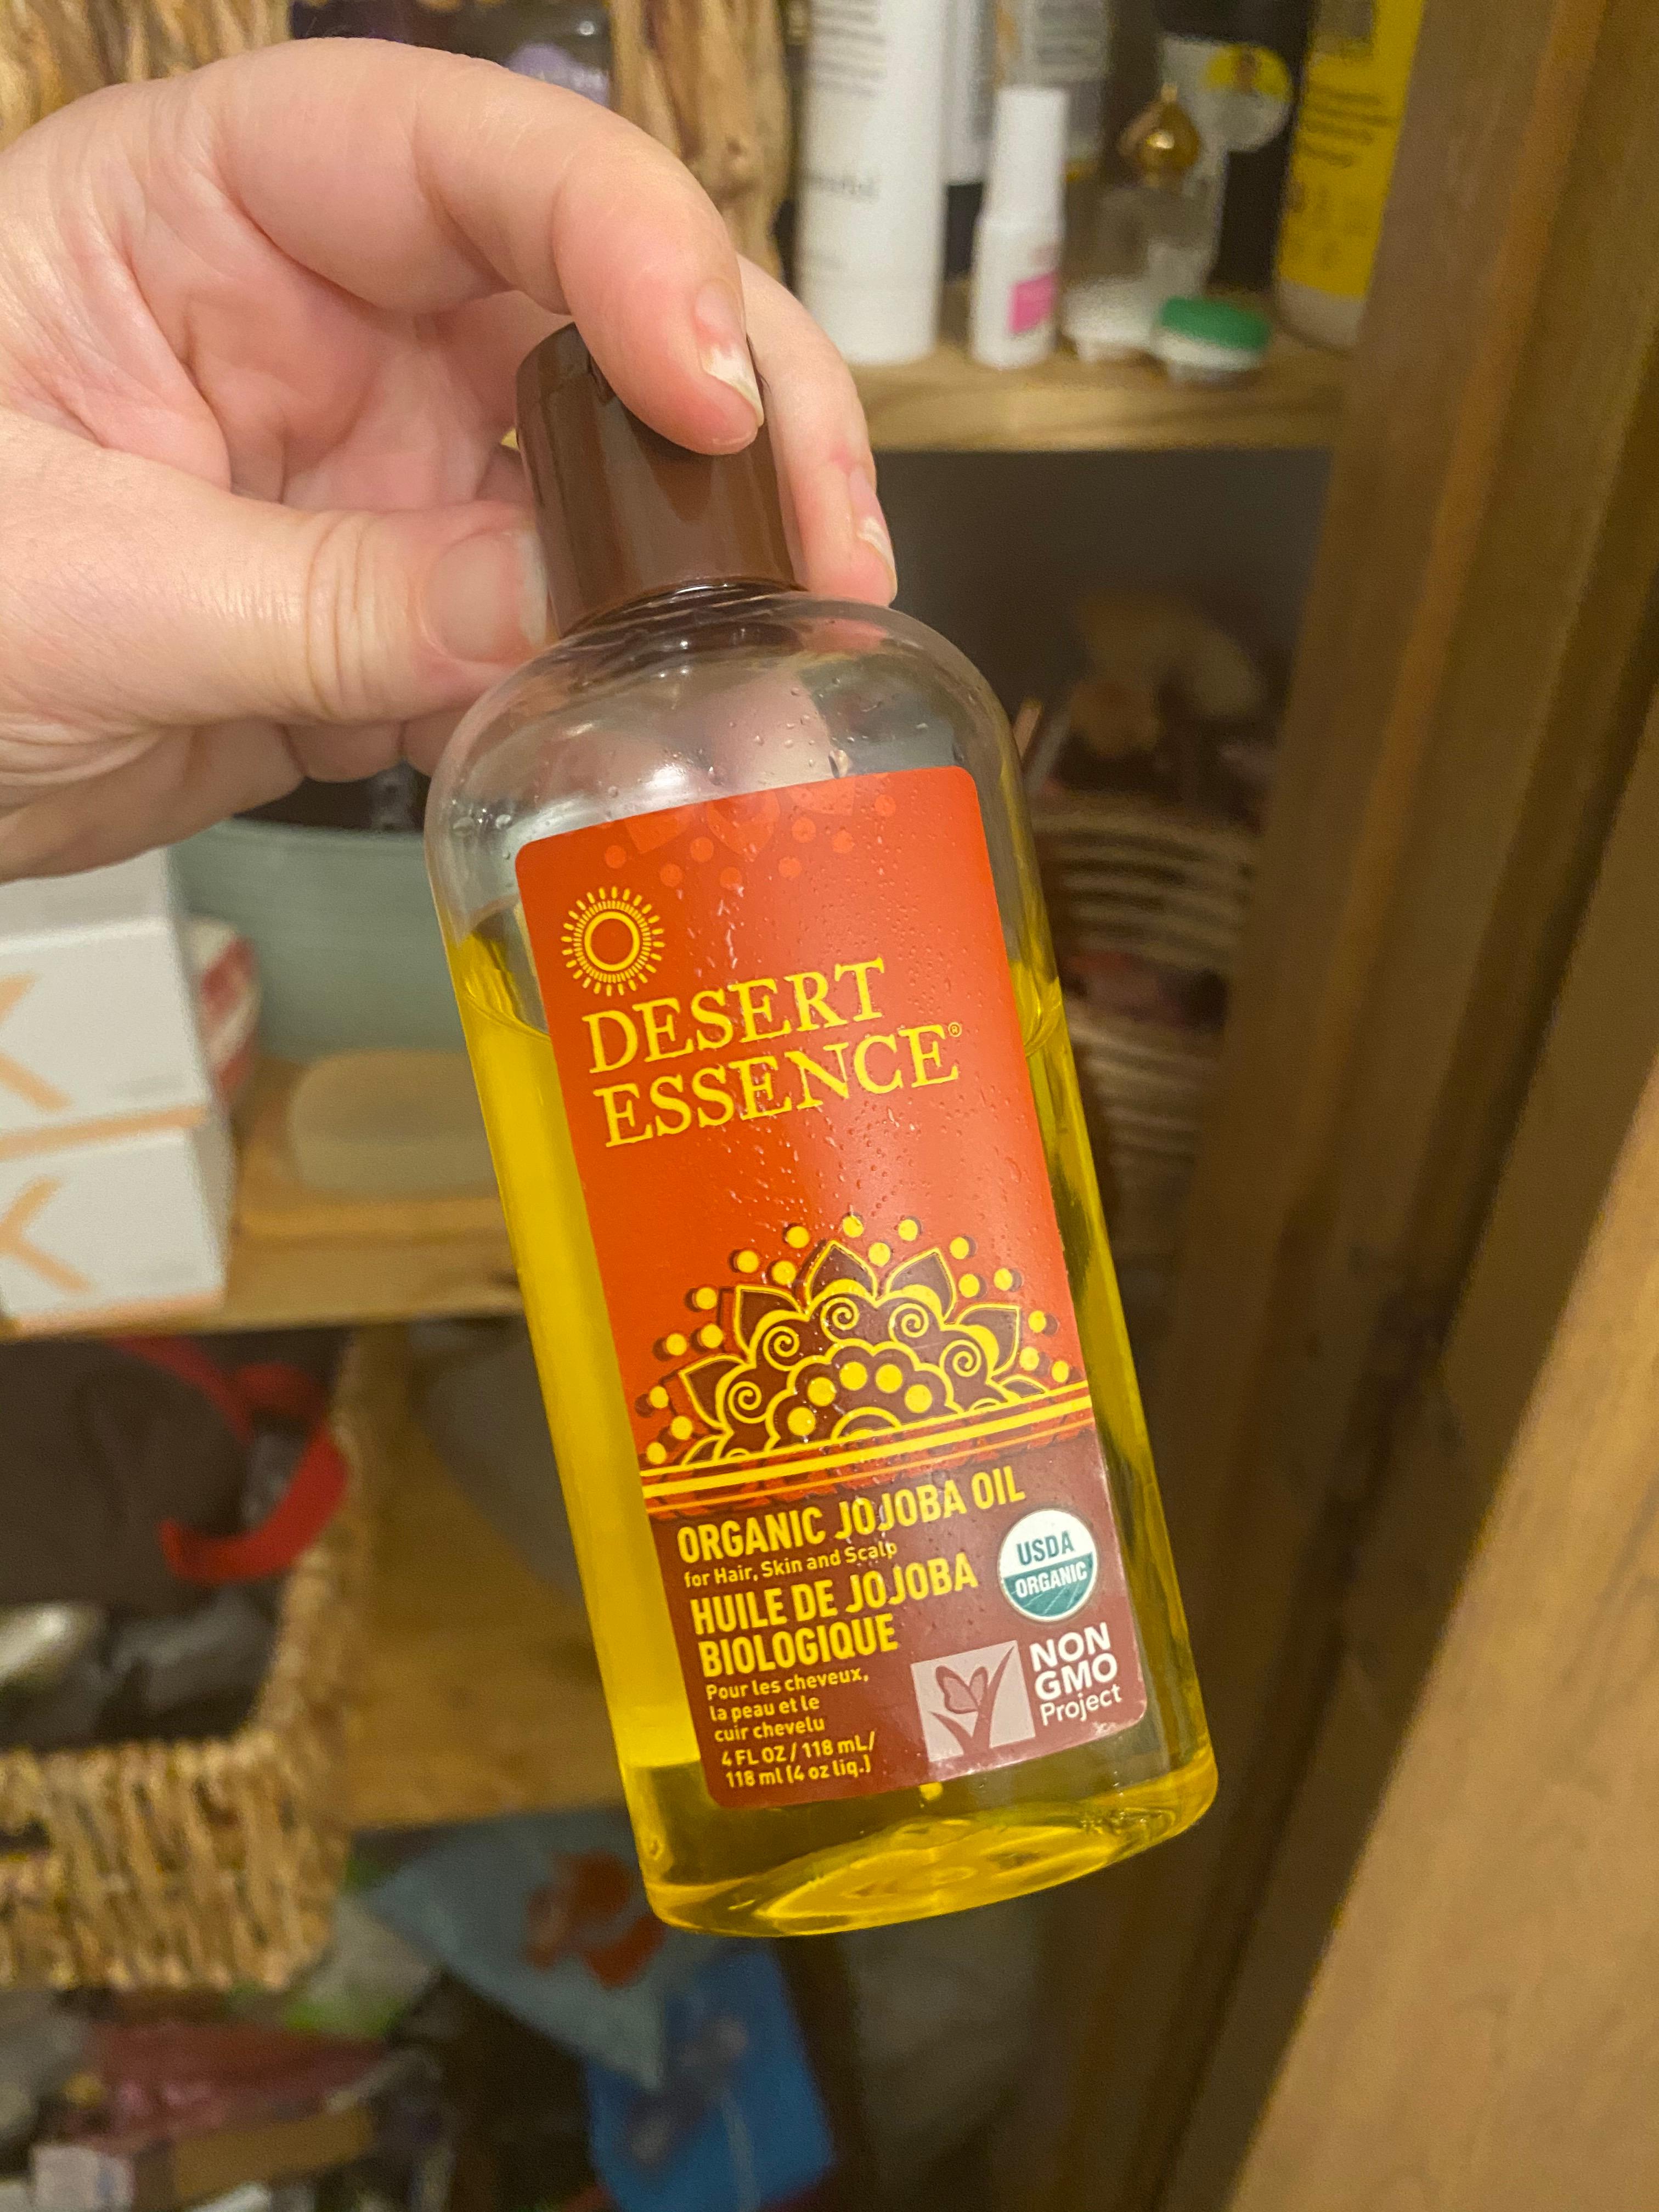 DESERT
ESSENCE®
ORGANIC JOJOBA OIL
for Hair, Skin and Scalp
HUILE DE JOJOBA
BIOLOGIQUE
Pour les cheveux,
la peau et le
cuir chevelu
4 FL OZ / 118 mL/
118 ml (4 oz liq.)
USDA
ORGANIC
NON
GMO
Project